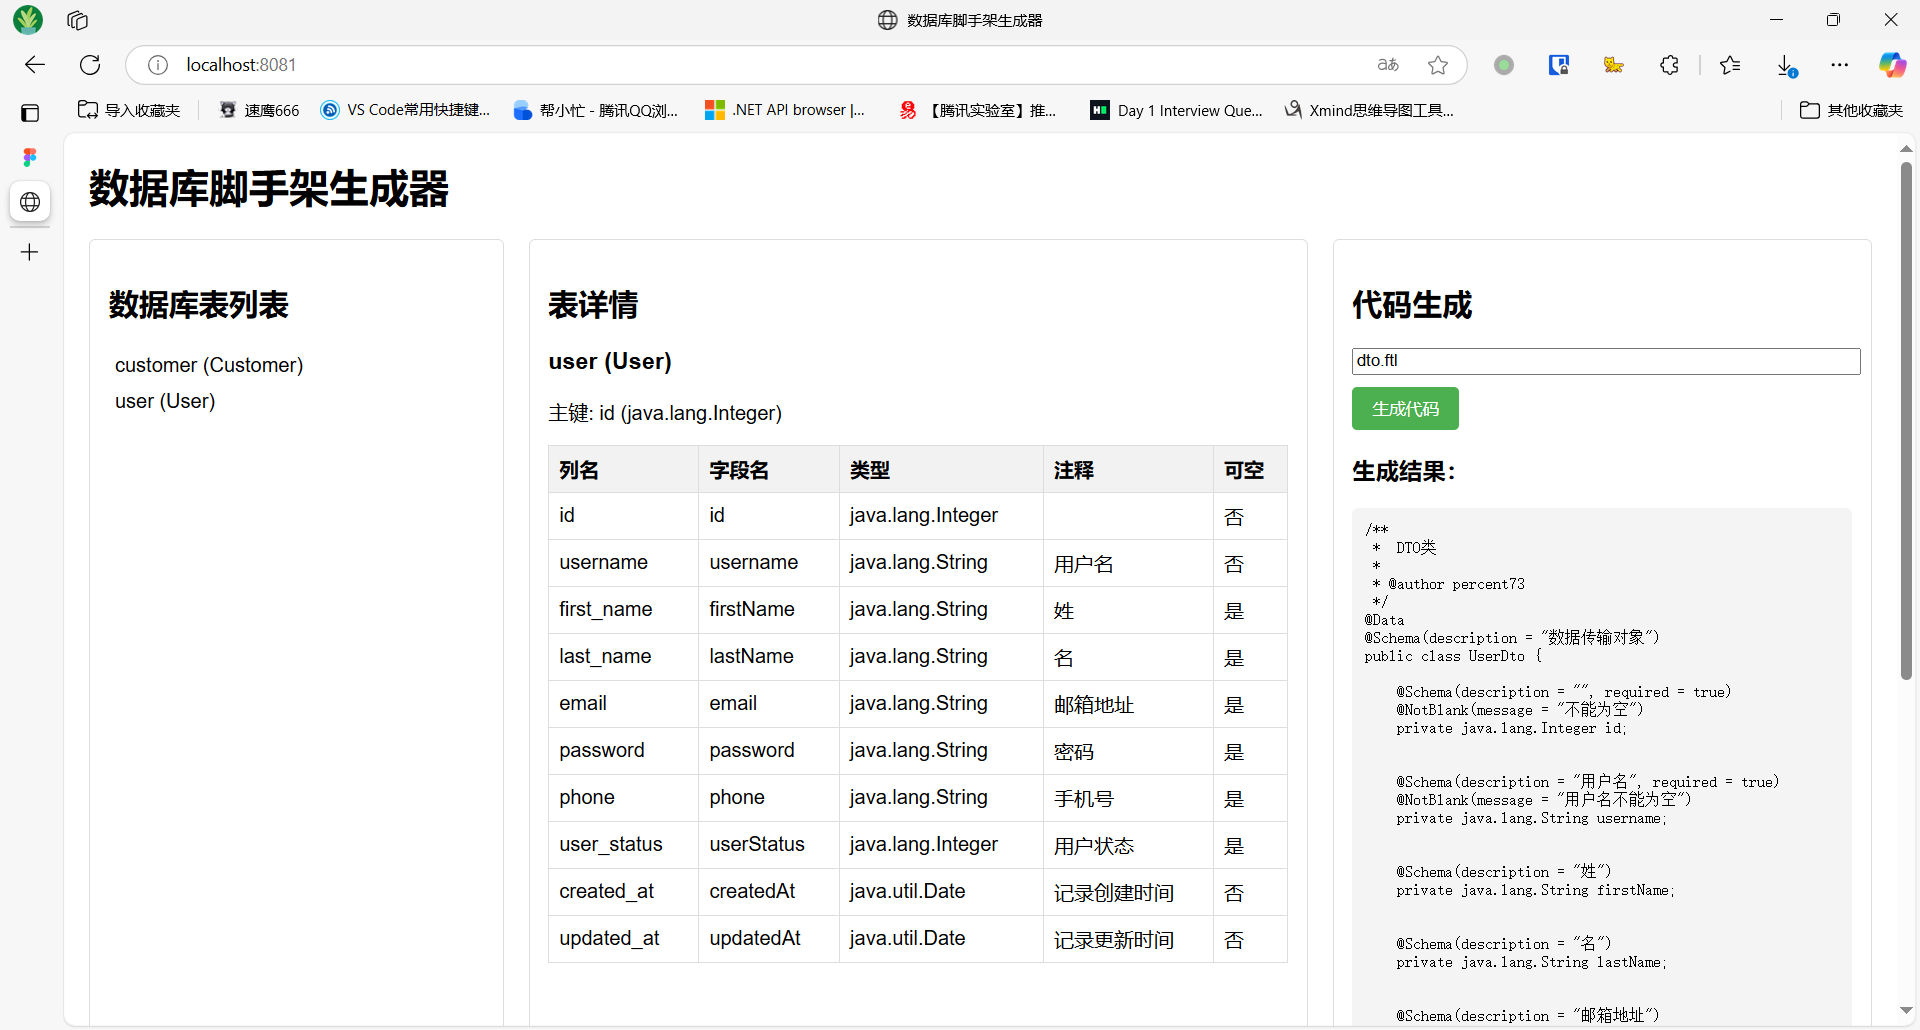 数据库脚手架生成器
localhost:8081
aあ
导入收藏夹
速鹰666
VS Code常用快捷键...
帮小忙 - 腾讯QQ浏...
.NET API browser |...
【腾讯实验室】推...
Day 1 Interview Que...
Xmind思维导图工具...
其他收藏夹
数据库脚手架生成器
数据库表列表
customer (Customer)
user (User)
表详情
user (User)
主键: id (java.lang.Integer)
列名 字段名 类型 注释 可空
id id java.lang.Integer 否
username username java.lang.String 用户名 否
first_name firstName java.lang.String 姓 是
last_name lastName java.lang.String 名 是
email email java.lang.String 邮箱地址 是
password password java.lang.String 密码 是
phone phone java.lang.String 手机号 是
user_status userStatus java.lang.Integer 用户状态 是
created_at createdAt java.util.Date 记录创建时间 否
updated_at updatedAt java.util.Date 记录更新时间 否
代码生成
dto.ftl
生成代码
生成结果:
/**
 *  DTO类
 *
 * @author percent73
 */
@Data
@Schema(description = "数据传输对象")
public class UserDto {
    @Schema(description = "", required = true)
    @NotBlank(message = "不能为空")
    private java.lang.Integer id;
    @Schema(description = "用户名", required = true)
    @NotBlank(message = "用户名不能为空")
    private java.lang.String username;
    @Schema(description = "姓")
    private java.lang.String firstName;
    @Schema(description = "名")
    private java.lang.String lastName;
    @Schema(description = "邮箱地址")